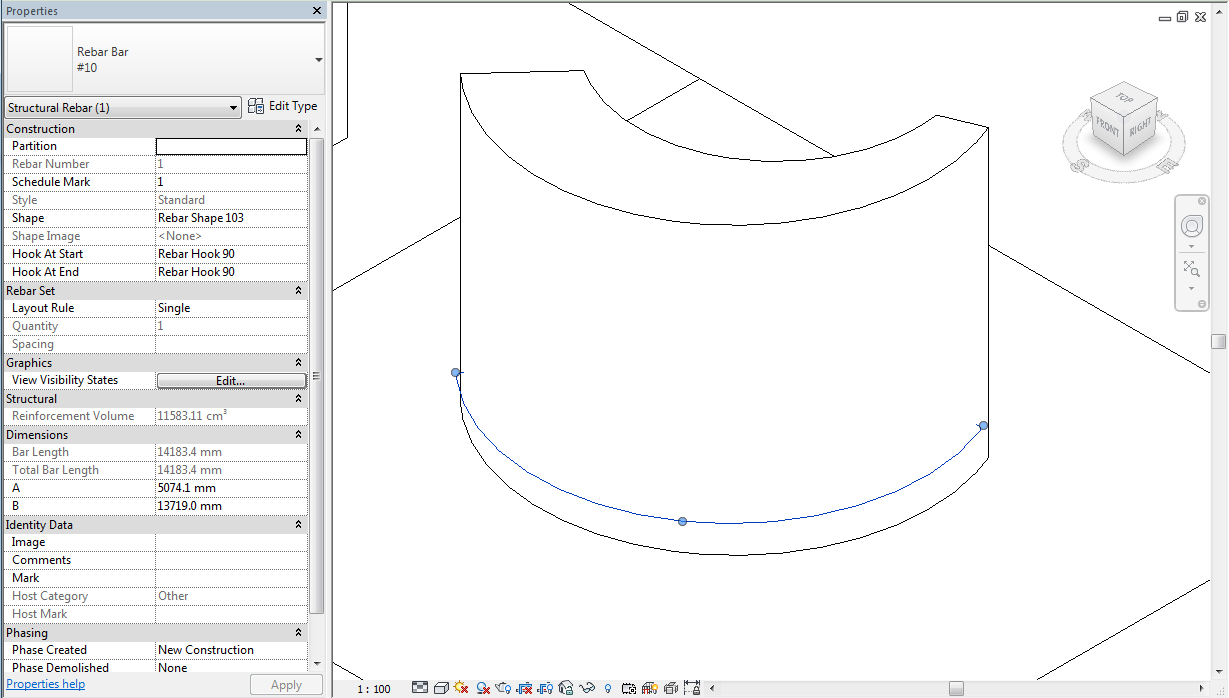 Properties
Rebar Bar
#10
Structural Rebar (1) Edit Type
Construction
Partition
Rebar Number 1
Schedule Mark 1
Style Standard
Shape Rebar Shape 103
Shape Image <None>
Hook At Start Rebar Hook 90
Hook At End Rebar Hook 90
Rebar Set
Layout Rule Single
Quantity 1
Spacing
Graphics
View Visibility States Edit...
Structural
Reinforcement Volume 11583.11 cm³
Dimensions
Bar Length 14183.4 mm
Total Bar Length 14183.4 mm
A 5074.1 mm
B 13719.0 mm
Identity Data
Image
Comments
Mark
Host Category Other
Host Mark
Phasing
Phase Created New Construction
Phase Demolished None
Properties help Apply
TOP
FRONT RIGHT
S E
1 : 100